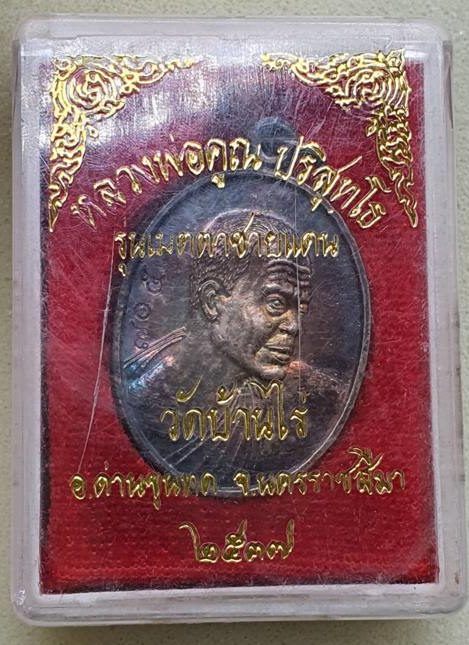 หลวงพ่อคูณ ปริสุทโธ
รุ่นเมตตาชายแดน
วัดบ้านไร่
อ.ด่านขุนทด จ.นครราชสีมา
๒๕๓๗